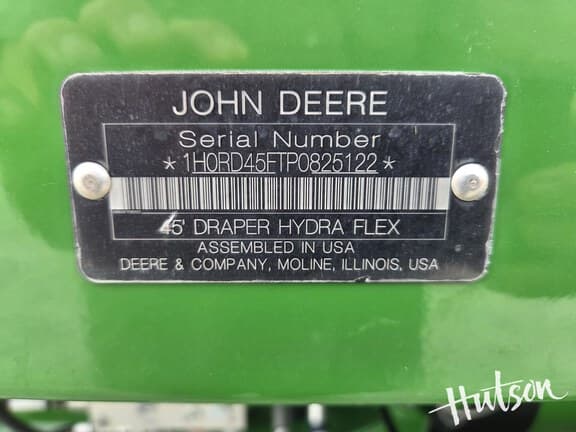 JOHN DEERE
Serial Number
*1H0RD45FTP0825122*
45' DRAPER HYDRA FLEX
ASSEMBLED IN USA
DEERE & COMPANY, MOLINE, ILLINOIS, USA
Hutson